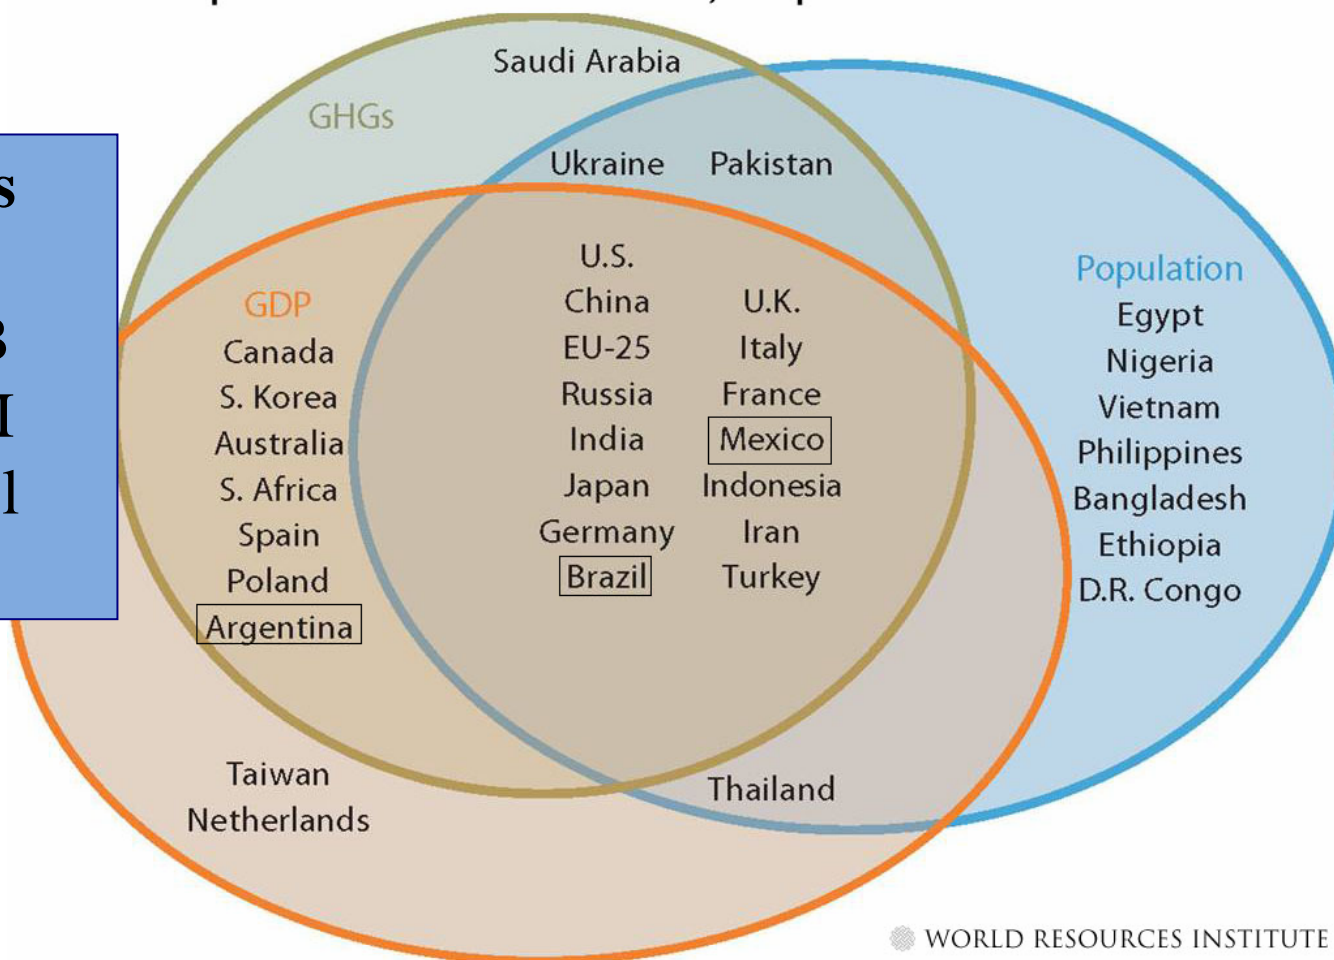 Saudi Arabia
GHGs
Ukraine Pakistan
s
3
I
l
GDP
Canada
S. Korea
Australia
S. Africa
Spain
Poland
Argentina
U.S.
China
EU-25
Russia
India
Japan
Germany
Brazil
U.K.
Italy
France
Mexico
Indonesia
Iran
Turkey
Population
Egypt
Nigeria
Vietnam
Philippines
Bangladesh
Ethiopia
D.R. Congo
Taiwan
Netherlands
Thailand
WORLD RESOURCES INSTITUTE